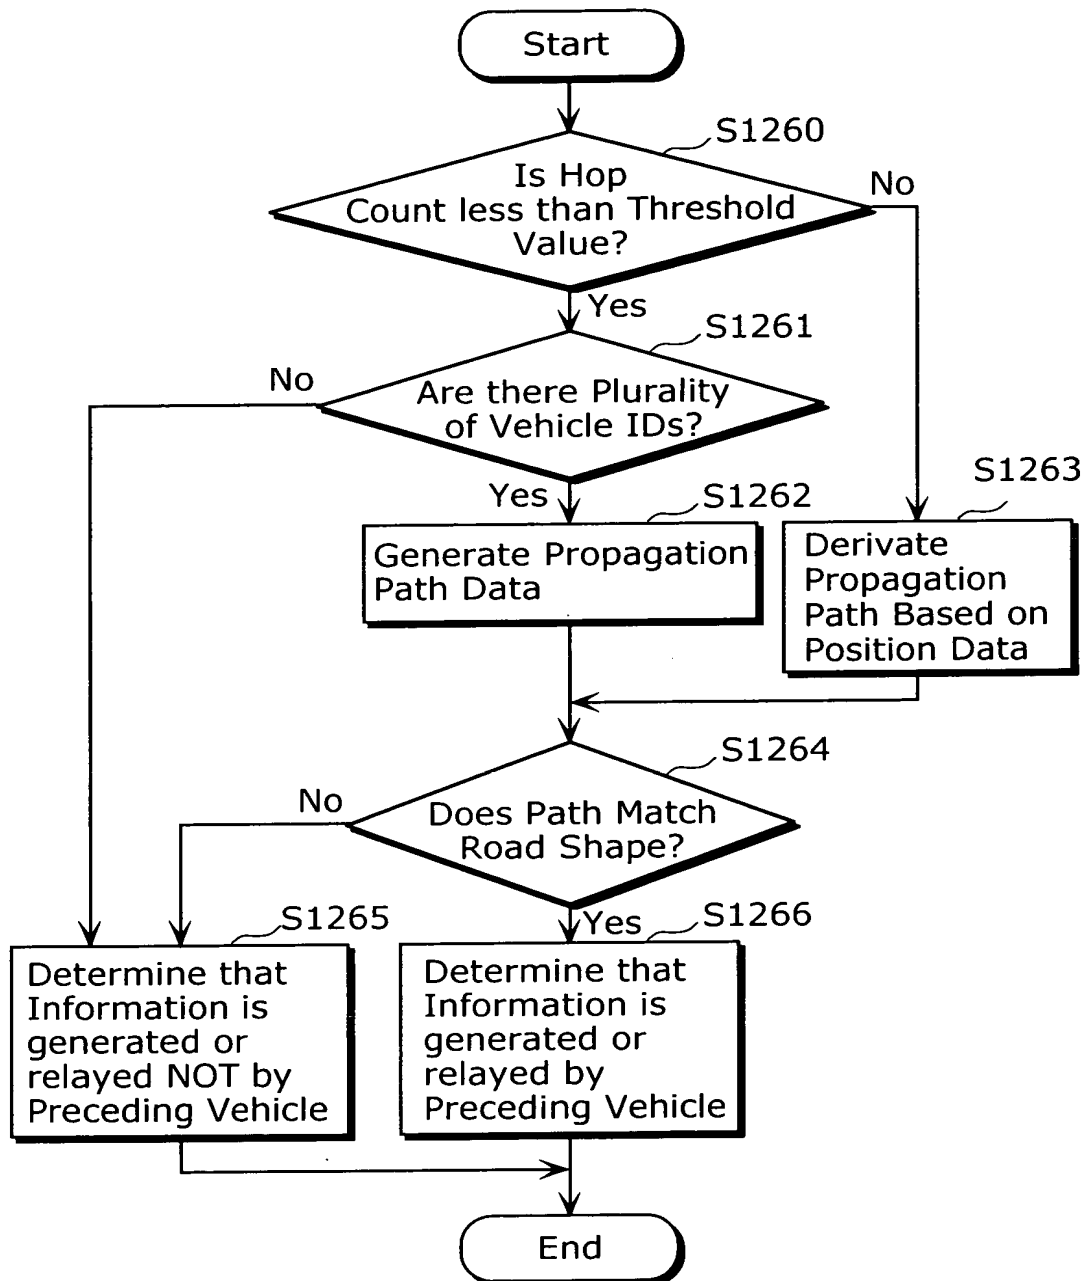 Start
S1260
Is Hop
Count less than Threshold
Value?
No
Yes
S1261
No
Are there Plurality
of Vehicle IDs?
Yes
S1262
S1263
Generate Propagation
Path Data
Derivate
Propagation
Path Based on
Position Data
S1264
No
Does Path Match
Road Shape?
Yes
S1265
S1266
Determine that
Information is
generated or
relayed NOT by
Preceding Vehicle
Determine that
Information is
generated or
relayed by
Preceding Vehicle
End